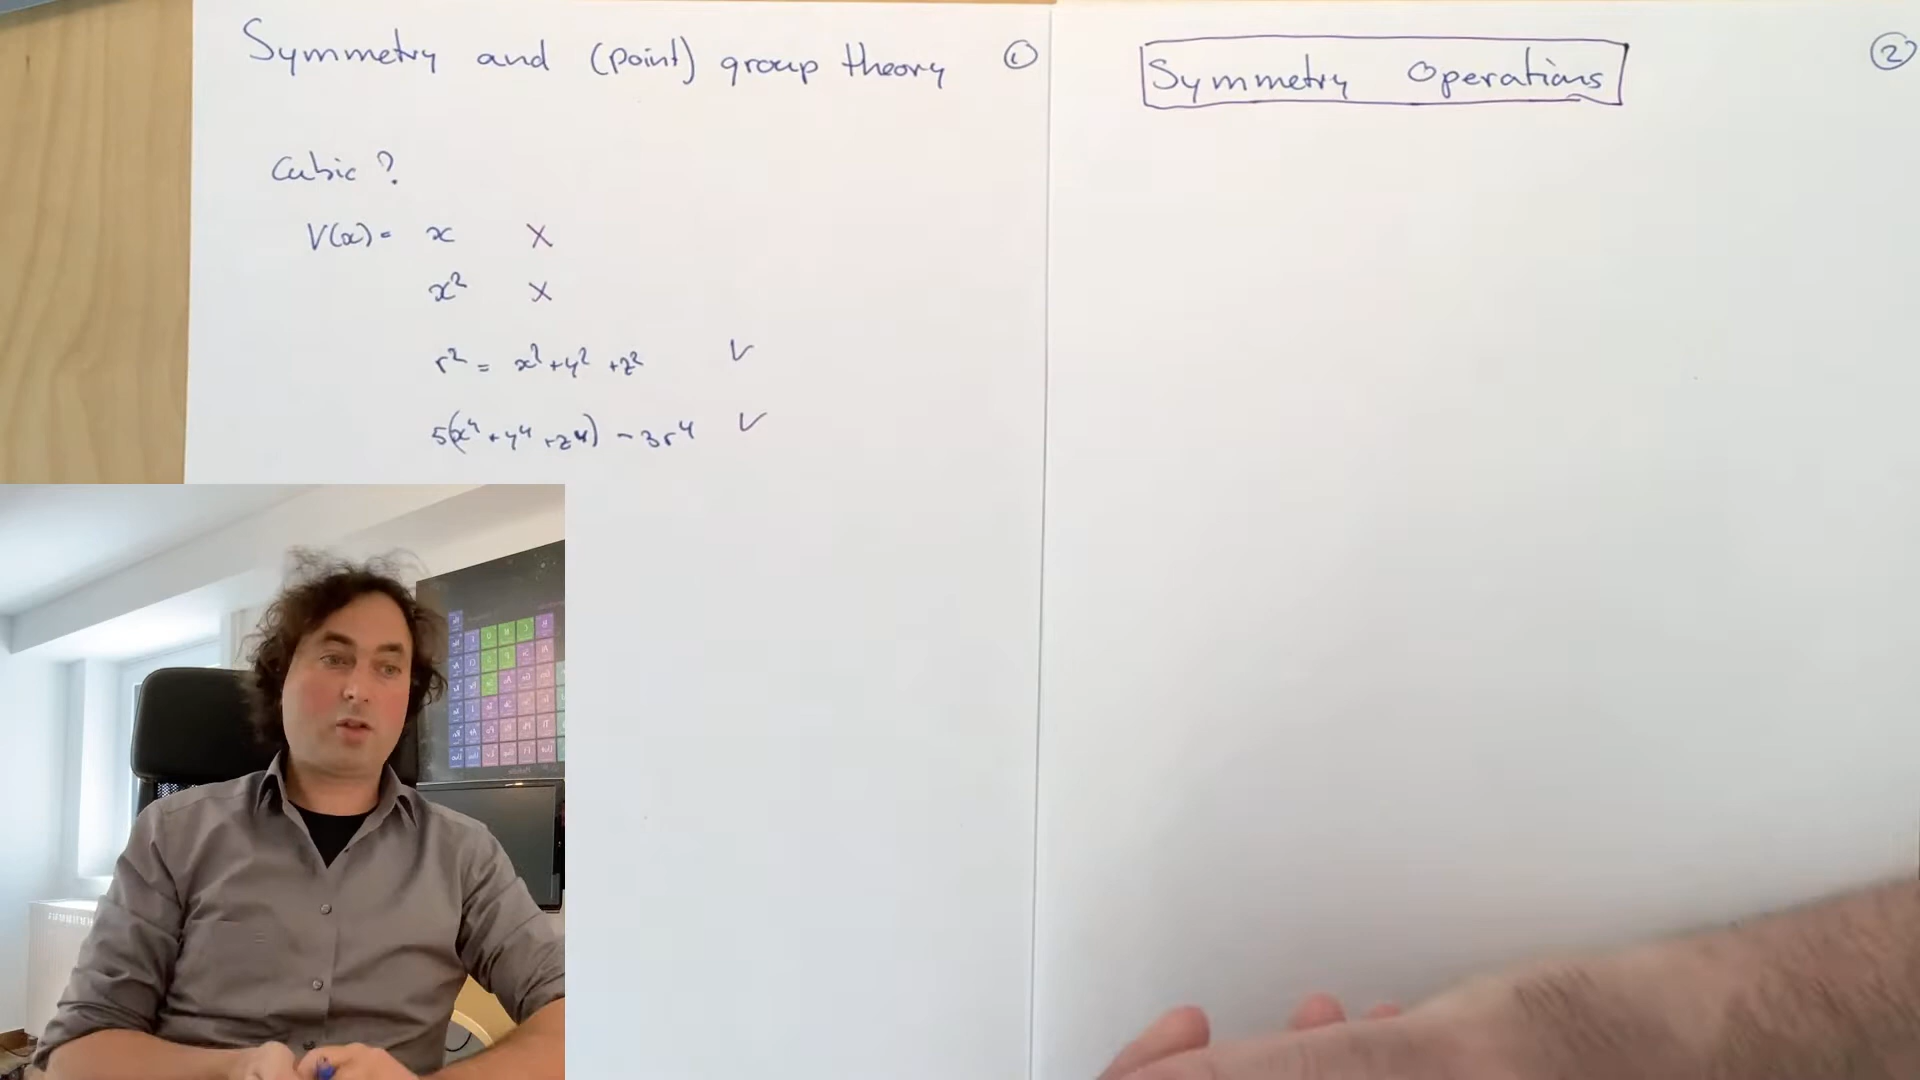 Symmetry and (point) group theory ①
Cubic ?
V(x) = x X
x² X
r² = x² + y² + z² ✓
5(x⁴ + y⁴ + z⁴) - 3r⁴ ✓
Symmetry Operations ②